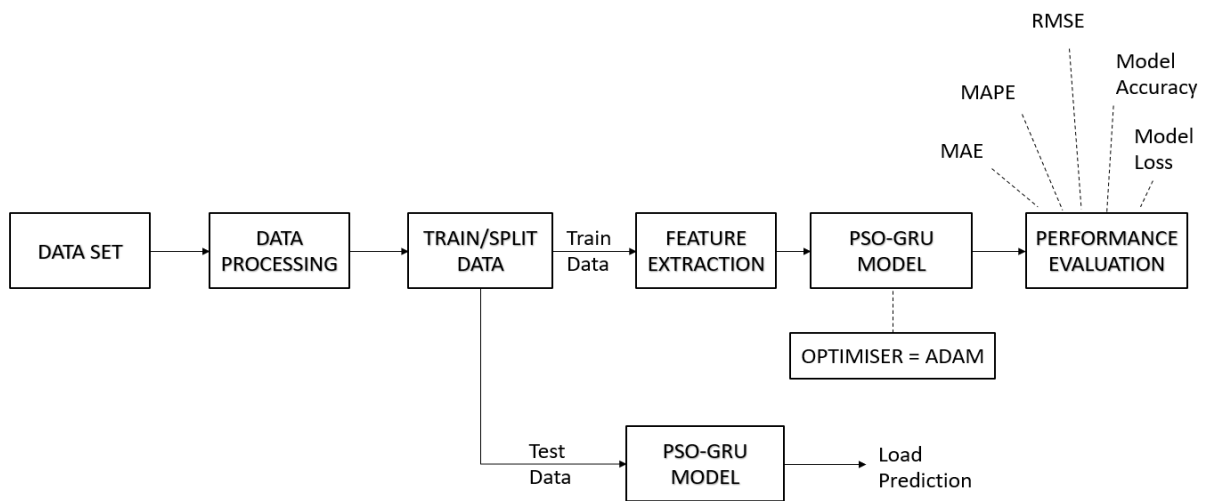 RMSE
Model
Accuracy
MAPE
Model
Loss
MAE
DATA SET
DATA
PROCESSING
TRAIN/SPLIT
DATA
Train
Data
FEATURE
EXTRACTION
PSO-GRU
MODEL
PERFORMANCE
EVALUATION
OPTIMISER = ADAM
Test
Data
PSO-GRU
MODEL
Load
Prediction